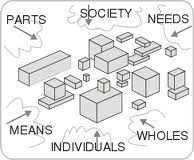 SOCIETY
PARTS
NEEDS
MEANS
WHOLES
INDIVIDUALS